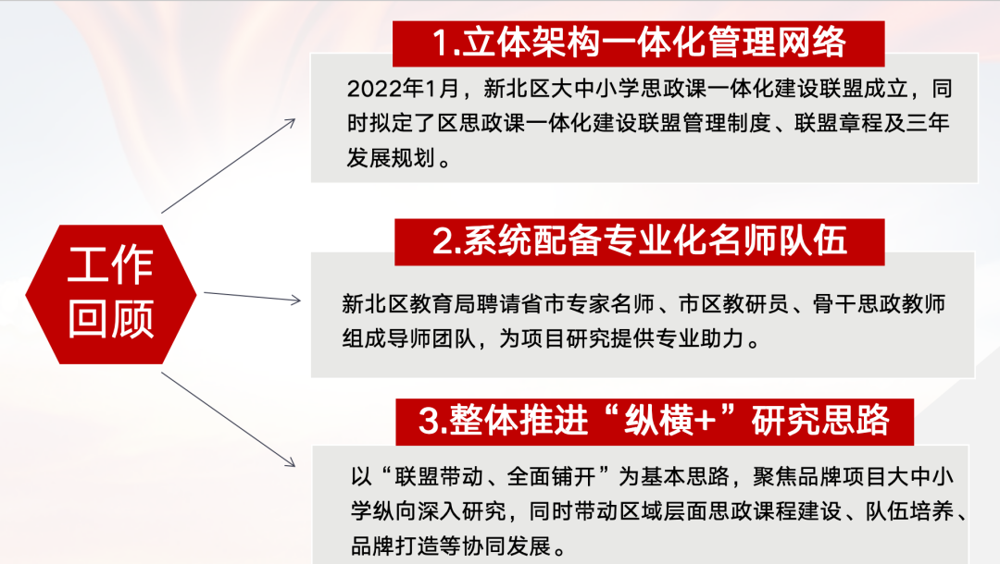 1.立体架构一体化管理网络
2022年1月，新北区大中小学思政课一体化建设联盟成立，同
时拟定了区思政课一体化建设联盟管理制度、联盟章程及三年
发展规划。
工作
回顾
2.系统配备专业化名师队伍
新北区教育局聘请省市专家名师、市区教研员、骨干思政教师
组成导师团队，为项目研究提供专业助力。
3.整体推进“纵横+”研究思路
以“联盟带动、全面铺开”为基本思路，聚焦品牌项目大中小
学纵向深入研究，同时带动区域层面思政课程建设、队伍培养、
品牌打造等协同发展。